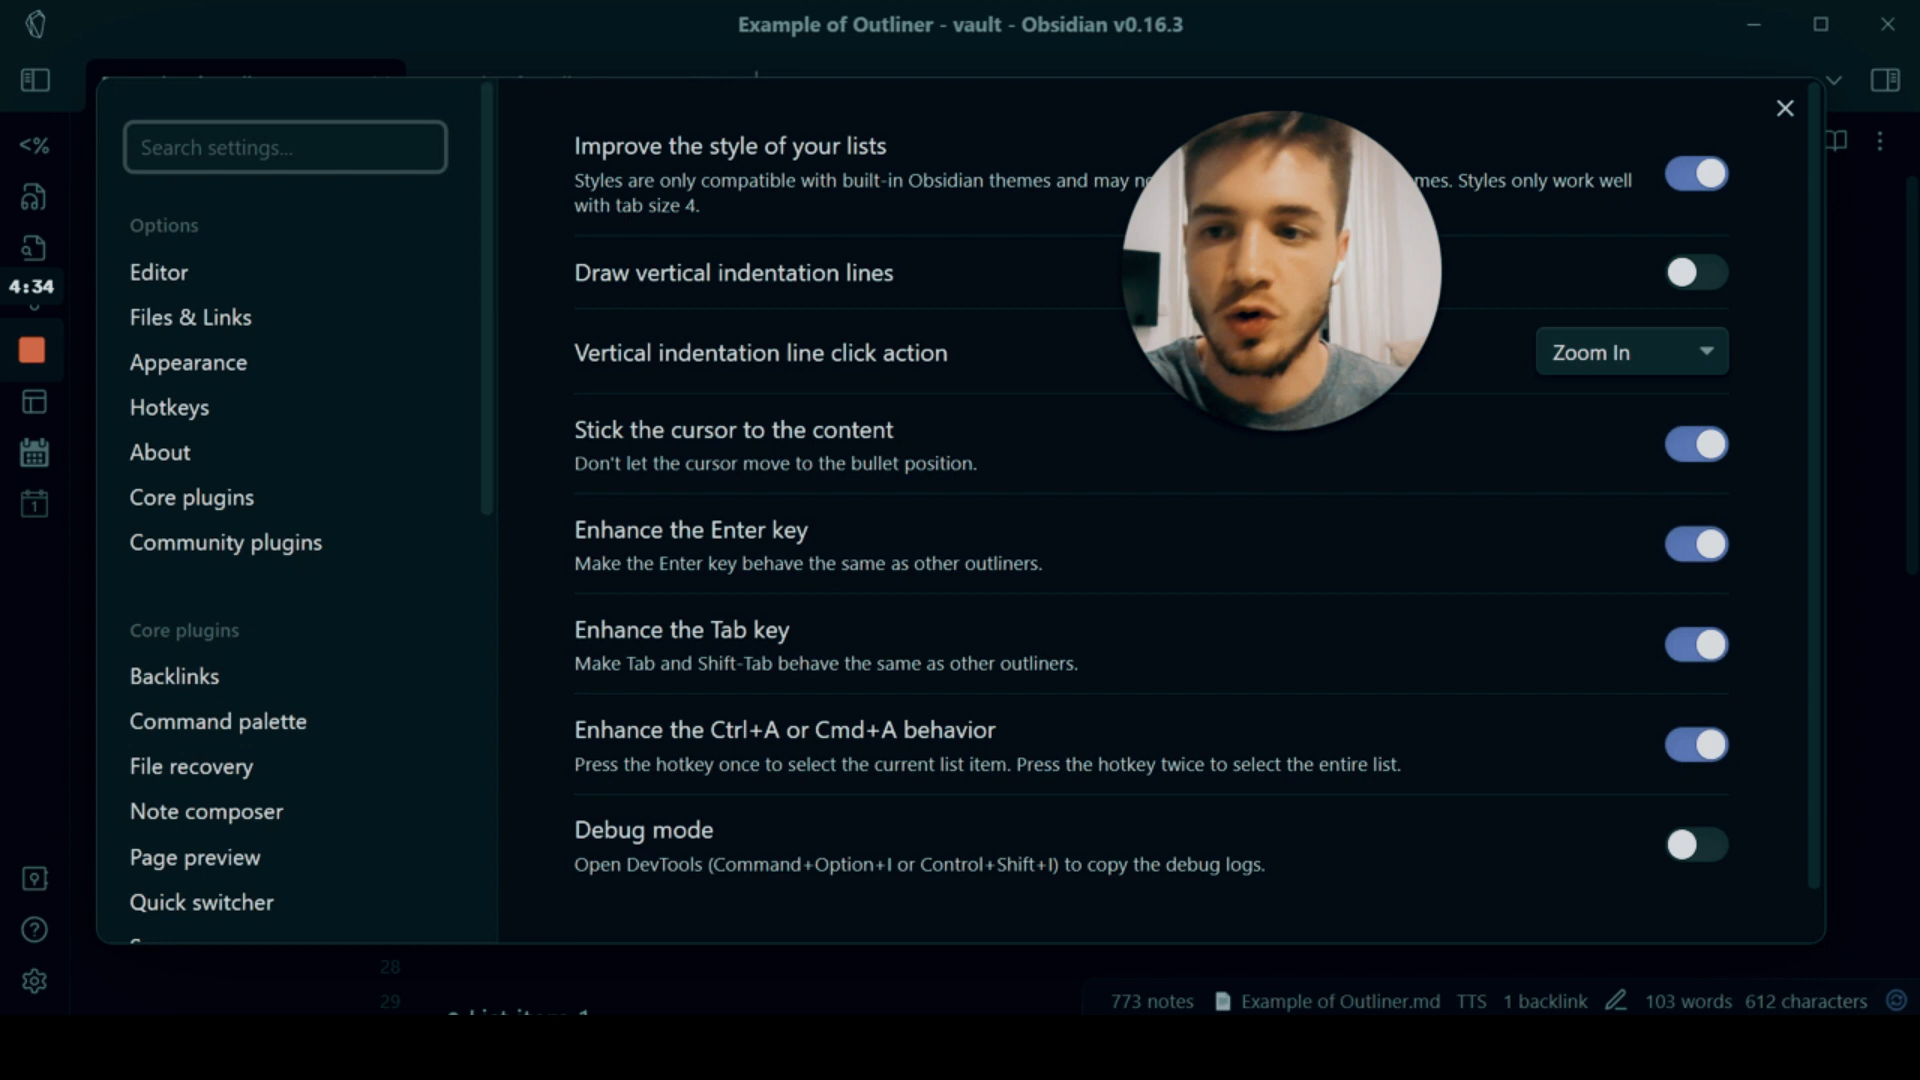 Example of Outliner - vault - Obsidian v0.16.3
Search settings...
Options
Editor
Files & Links
Appearance
Hotkeys
About
Core plugins
Community plugins
Core plugins
Backlinks
Command palette
File recovery
Note composer
Page preview
Quick switcher
<%
4:34
1
Improve the style of your lists
Styles are only compatible with built-in Obsidian themes and may mes. Styles only work well
with tab size 4.
Draw vertical indentation lines
Vertical indentation line click action
Zoom In
Stick the cursor to the content
Don't let the cursor move to the bullet position.
Enhance the Enter key
Make the Enter key behave the same as other outliners.
Enhance the Tab key
Make Tab and Shift-Tab behave the same as other outliners.
Enhance the Ctrl+A or Cmd+A behavior
Press the hotkey once to select the current list item. Press the hotkey twice to select the entire list.
Debug mode
Open DevTools (Command+Option+I or Control+Shift+I) to copy the debug logs.
28
29
773 notes Example of Outliner.md TTS 1 backlink 103 words 612 characters